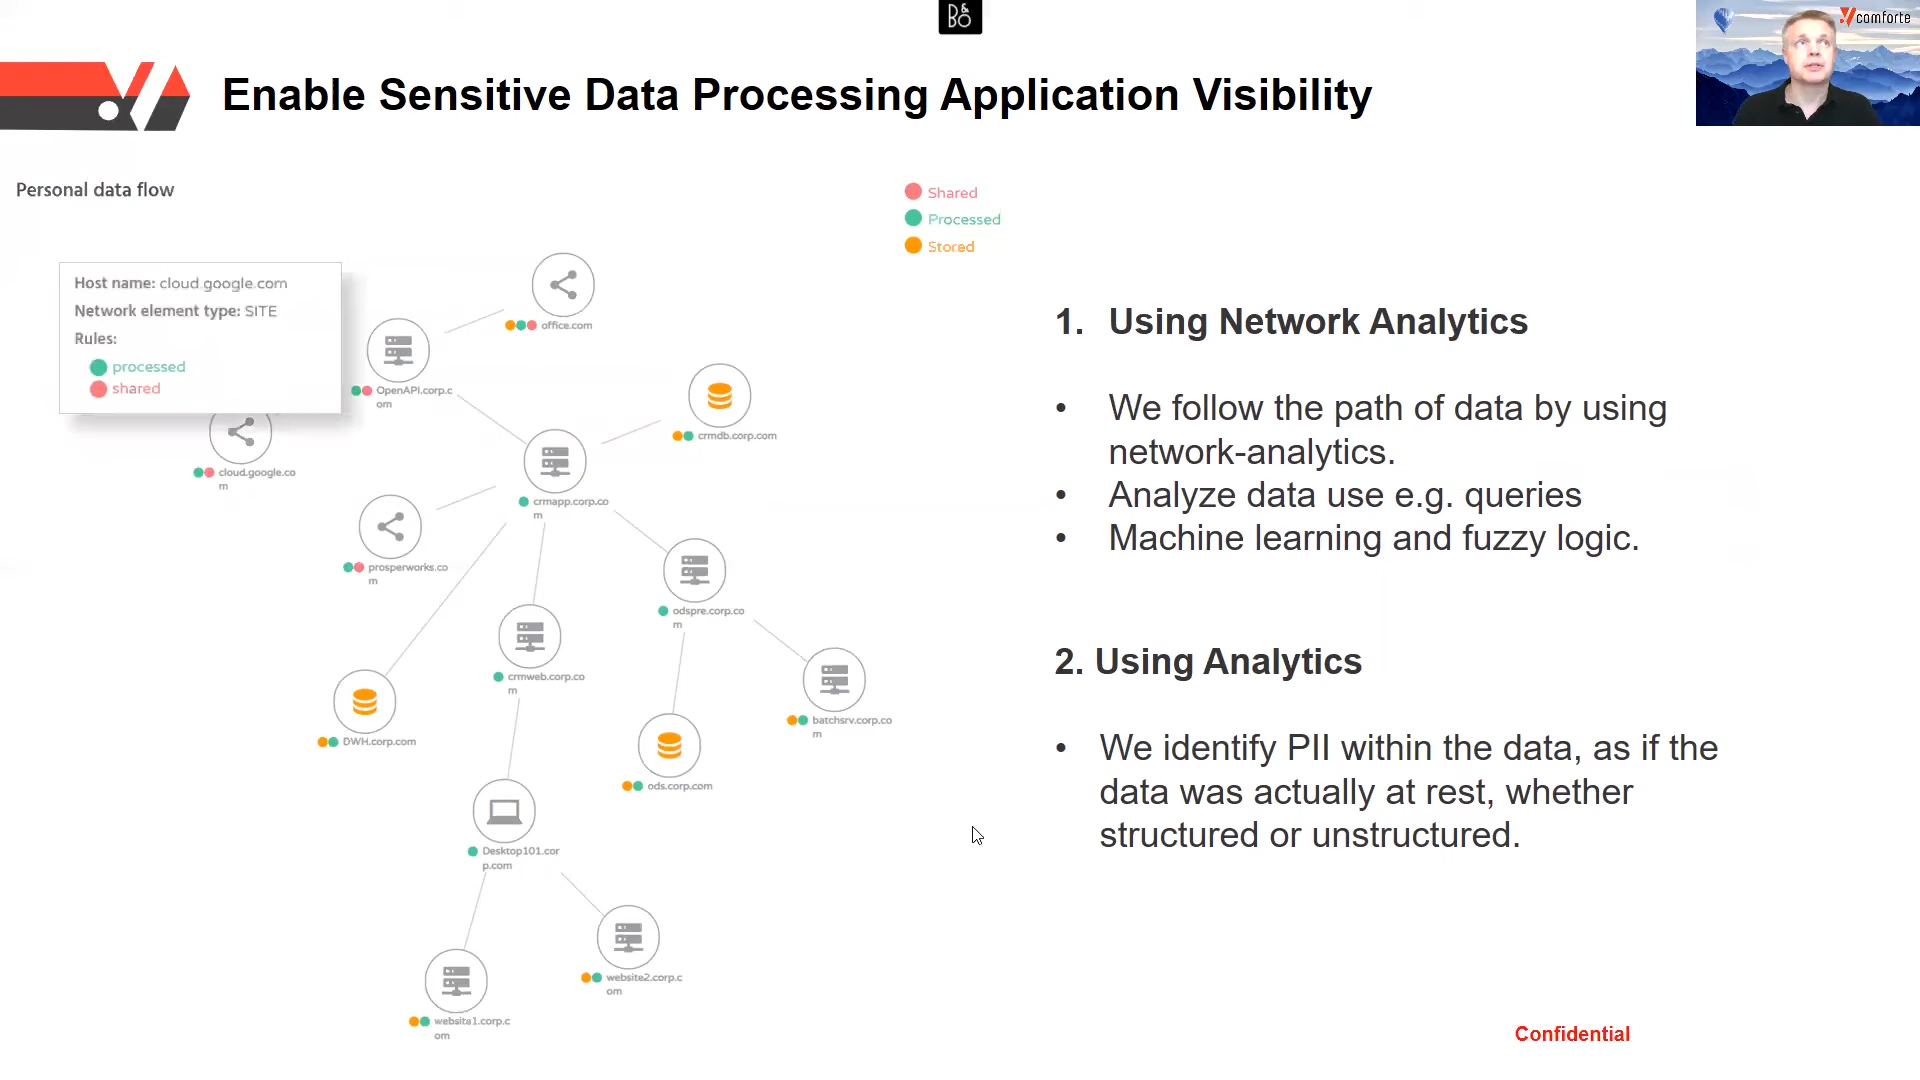 B&O
comforte
Enable Sensitive Data Processing Application Visibility
Personal data flow
Shared
Processed
Stored
Host name: cloud.google.com
Network element type: SITE
Rules:
processed
shared
office.com
OpenAPI.corp.c
om
crmdb.corp.com
cloud.google.co
m
crmapp.corp.co
m
prosperworks.co
m
odspre.corp.co
m
crmweb.corp.co
m
batchsrv.corp.co
m
DWH.corp.com
ods.corp.com
Desktop101.cor
p.com
website2.corp.c
om
website1.corp.c
om
1. Using Network Analytics
• We follow the path of data by using
network-analytics.
• Analyze data use e.g. queries
• Machine learning and fuzzy logic.
2. Using Analytics
• We identify PII within the data, as if the
data was actually at rest, whether
structured or unstructured.
Confidential